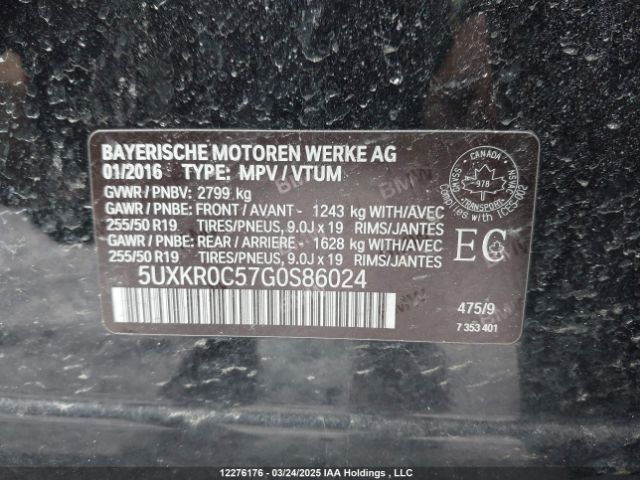 BAYERISCHE MOTOREN WERKE AG
01/2016 TYPE: MPV / VTUM
GVWR / PNBV: 2799 kg
GAWR / PNBE: FRONT / AVANT - 1243 kg WITH/AVEC
255/50 R19 TIRES/PNEUS, 9.0J x 19 RIMS/JANTES
GAWR / PNBE: REAR / ARRIERE - 1628 kg WITH/AVEC
255/50 R19 TIRES/PNEUS, 9.0J x 19 RIMS/JANTES
5UXKR0C57G0S86024
CANADA
978
TRANSPORT
Complies with ICES-002
EC
475/9
7 353 401
12276176 - 03/24/2025 IAA Holdings , LLC